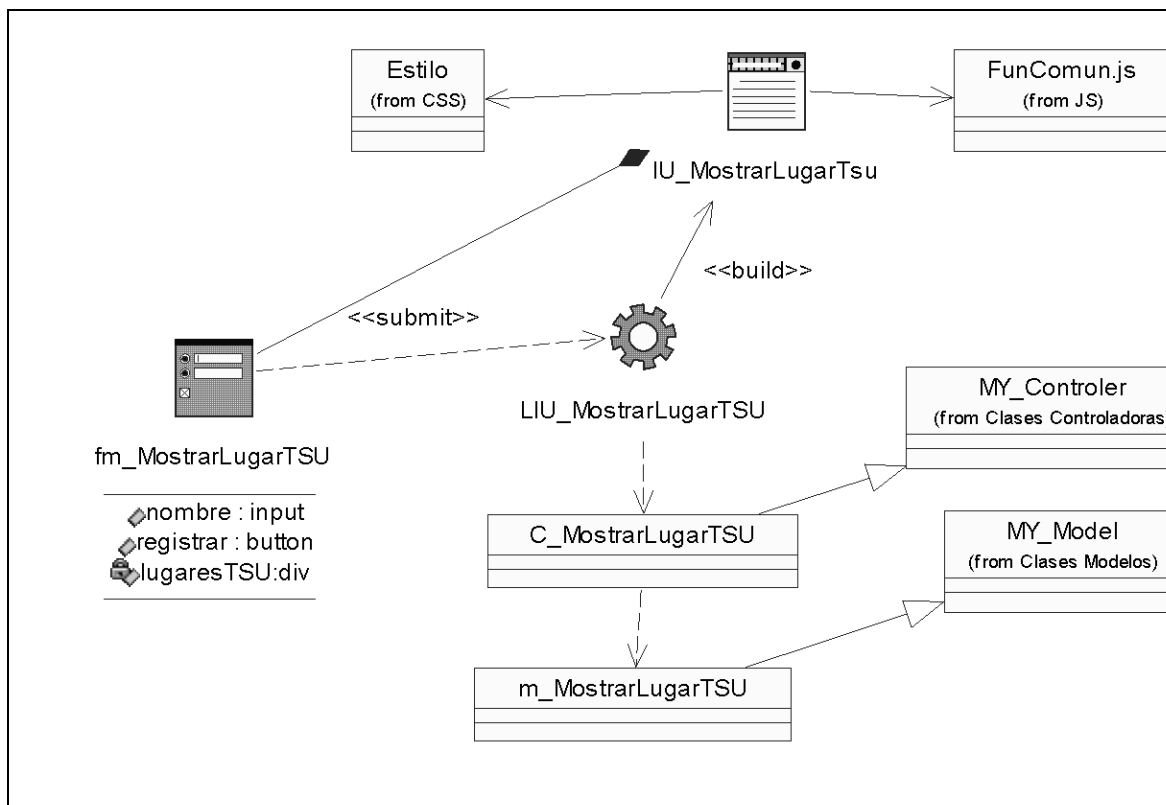 Estilo
(from CSS)
FunComun.js
(from JS)
IU_MostrarLugarTsu
<<build>>
<<submit>>
fm_MostrarLugarTSU
nombre : input
registrar : button
lugaresTSU:div
LIU_MostrarLugarTSU
MY_Controler
(from Clases Controladoras)
C_MostrarLugarTSU
MY_Model
(from Clases Modelos)
m_MostrarLugarTSU